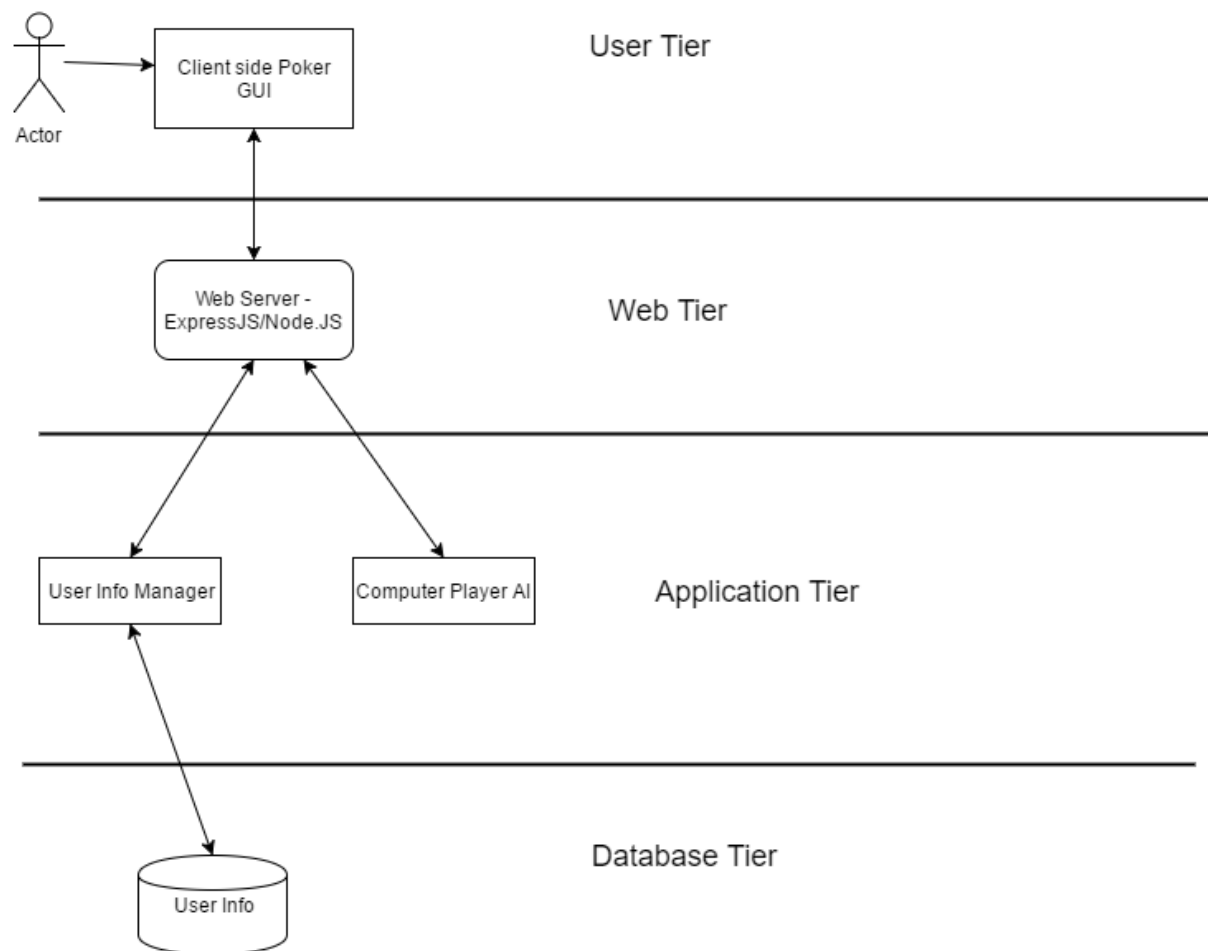 User Tier
Client side Poker
GUI
Actor
Web Server -
ExpressJS/Node.JS
Web Tier
User Info Manager
Computer Player AI
Application Tier
Database Tier
User Info